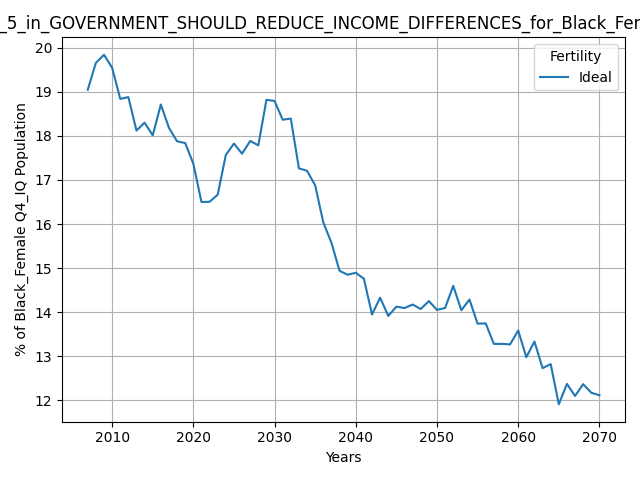 _5_in_GOVERNMENT_SHOULD_REDUCE_INCOME_DIFFERENCES_for_Black_Fer
Fertility
Ideal
% of Black_Female Q4_IQ Population
20
19
18
17
16
15
14
13
12
2010 2020 2030 2040 2050 2060 2070
Years